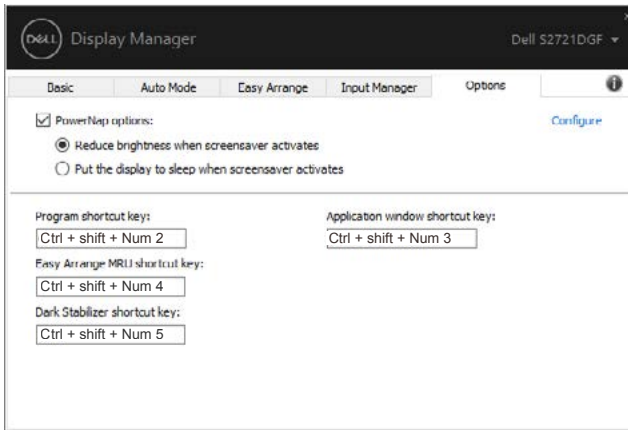 DELL Display Manager
Dell S2721DGF
Basic Auto Mode Easy Arrange Input Manager Options
PowerNap options:
Configure
Reduce brightness when screensaver activates
Put the display to sleep when screensaver activates
Program shortcut key:
Application window shortcut key:
Ctrl + shift + Num 2
Ctrl + shift + Num 3
Easy Arrange MRU shortcut key:
Ctrl + shift + Num 4
Dark Stabilizer shortcut key:
Ctrl + shift + Num 5